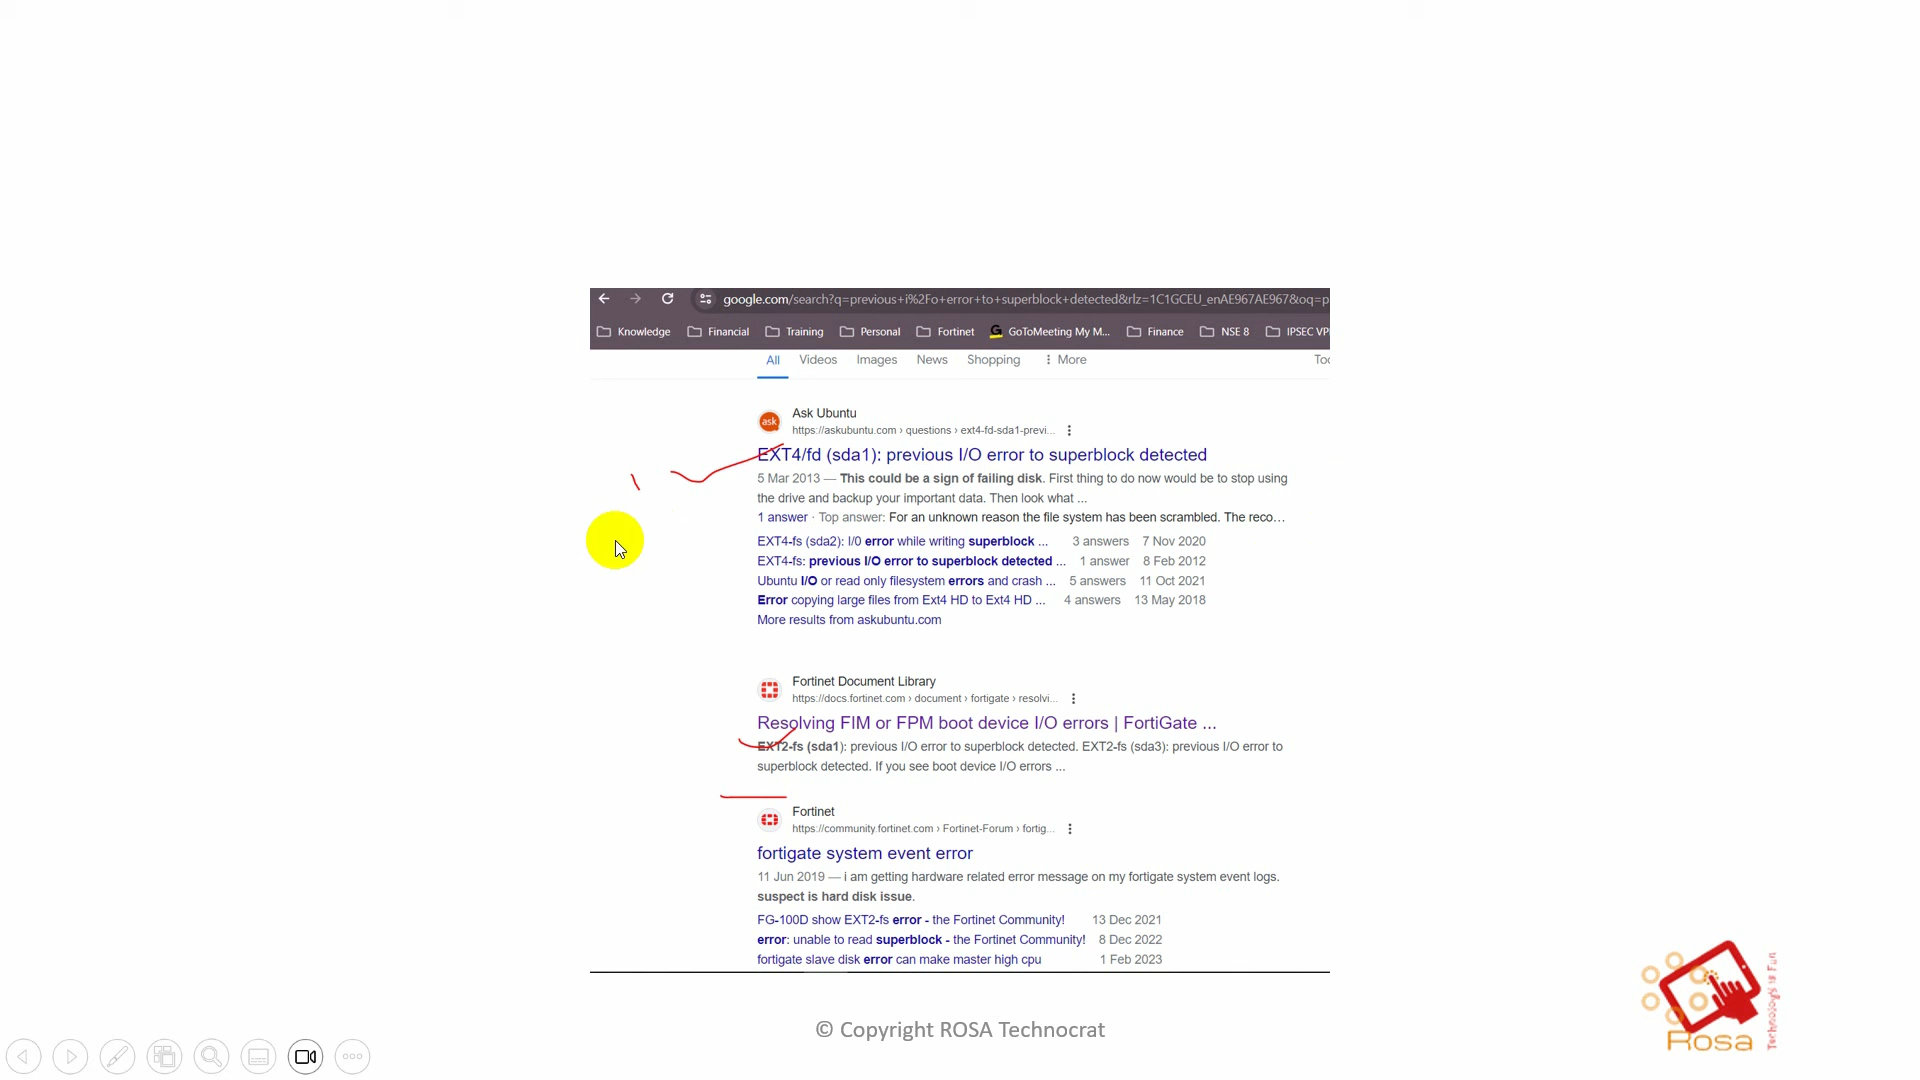 google.com/search?q=previous+i%2Fo+error+to+superblock+detected&rlz=1C1GCEU_enAE967AE967&oq=p
Knowledge Financial Training Personal Fortinet GoToMeeting My M... Finance NSE 8 IPSEC VP
All Videos Images News Shopping More Too
ask
Ask Ubuntu
https://askubuntu.com › questions › ext4-fd-sda1-previ...
EXT4/fd (sda1): previous I/O error to superblock detected
5 Mar 2013 — This could be a sign of failing disk. First thing to do now would be to stop using
the drive and backup your important data. Then look what ...
1 answer · Top answer: For an unknown reason the file system has been scrambled. The reco...
EXT4-fs (sda2): I/0 error while writing superblock ... 3 answers 7 Nov 2020
EXT4-fs: previous I/O error to superblock detected ... 1 answer 8 Feb 2012
Ubuntu I/O or read only filesystem errors and crash ... 5 answers 11 Oct 2021
Error copying large files from Ext4 HD to Ext4 HD ... 4 answers 13 May 2018
More results from askubuntu.com
Fortinet Document Library
https://docs.fortinet.com › document › fortigate › resolvi...
Resolving FIM or FPM boot device I/O errors | FortiGate ...
EXT2-fs (sda1): previous I/O error to superblock detected. EXT2-fs (sda3): previous I/O error to
superblock detected. If you see boot device I/O errors ...
Fortinet
https://community.fortinet.com › Fortinet-Forum › fortig...
fortigate system event error
11 Jun 2019 — i am getting hardware related error message on my fortigate system event logs.
suspect is hard disk issue.
FG-100D show EXT2-fs error - the Fortinet Community! 13 Dec 2021
error: unable to read superblock - the Fortinet Community! 8 Dec 2022
fortigate slave disk error can make master high cpu 1 Feb 2023
© Copyright ROSA Technocrat
Rosa
Technology is Fun